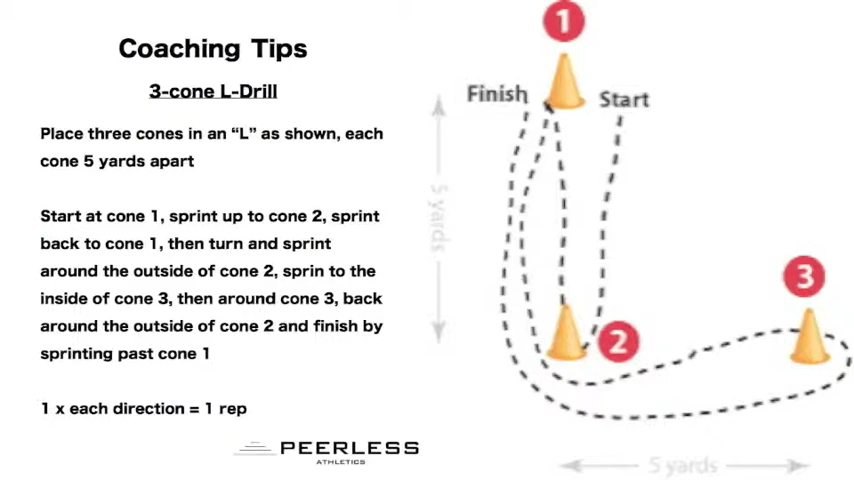 Coaching Tips
3-cone L-Drill
Place three cones in an “L” as shown, each
cone 5 yards apart
Start at cone 1, sprint up to cone 2, sprint
back to cone 1, then turn and sprint
around the outside of cone 2, sprin to the
inside of cone 3, then around cone 3, back
around the outside of cone 2 and finish by
sprinting past cone 1
1 x each direction = 1 rep
PEERLESS
ATHLETICS
1
Finish
Start
5 yards
2
3
5 yards